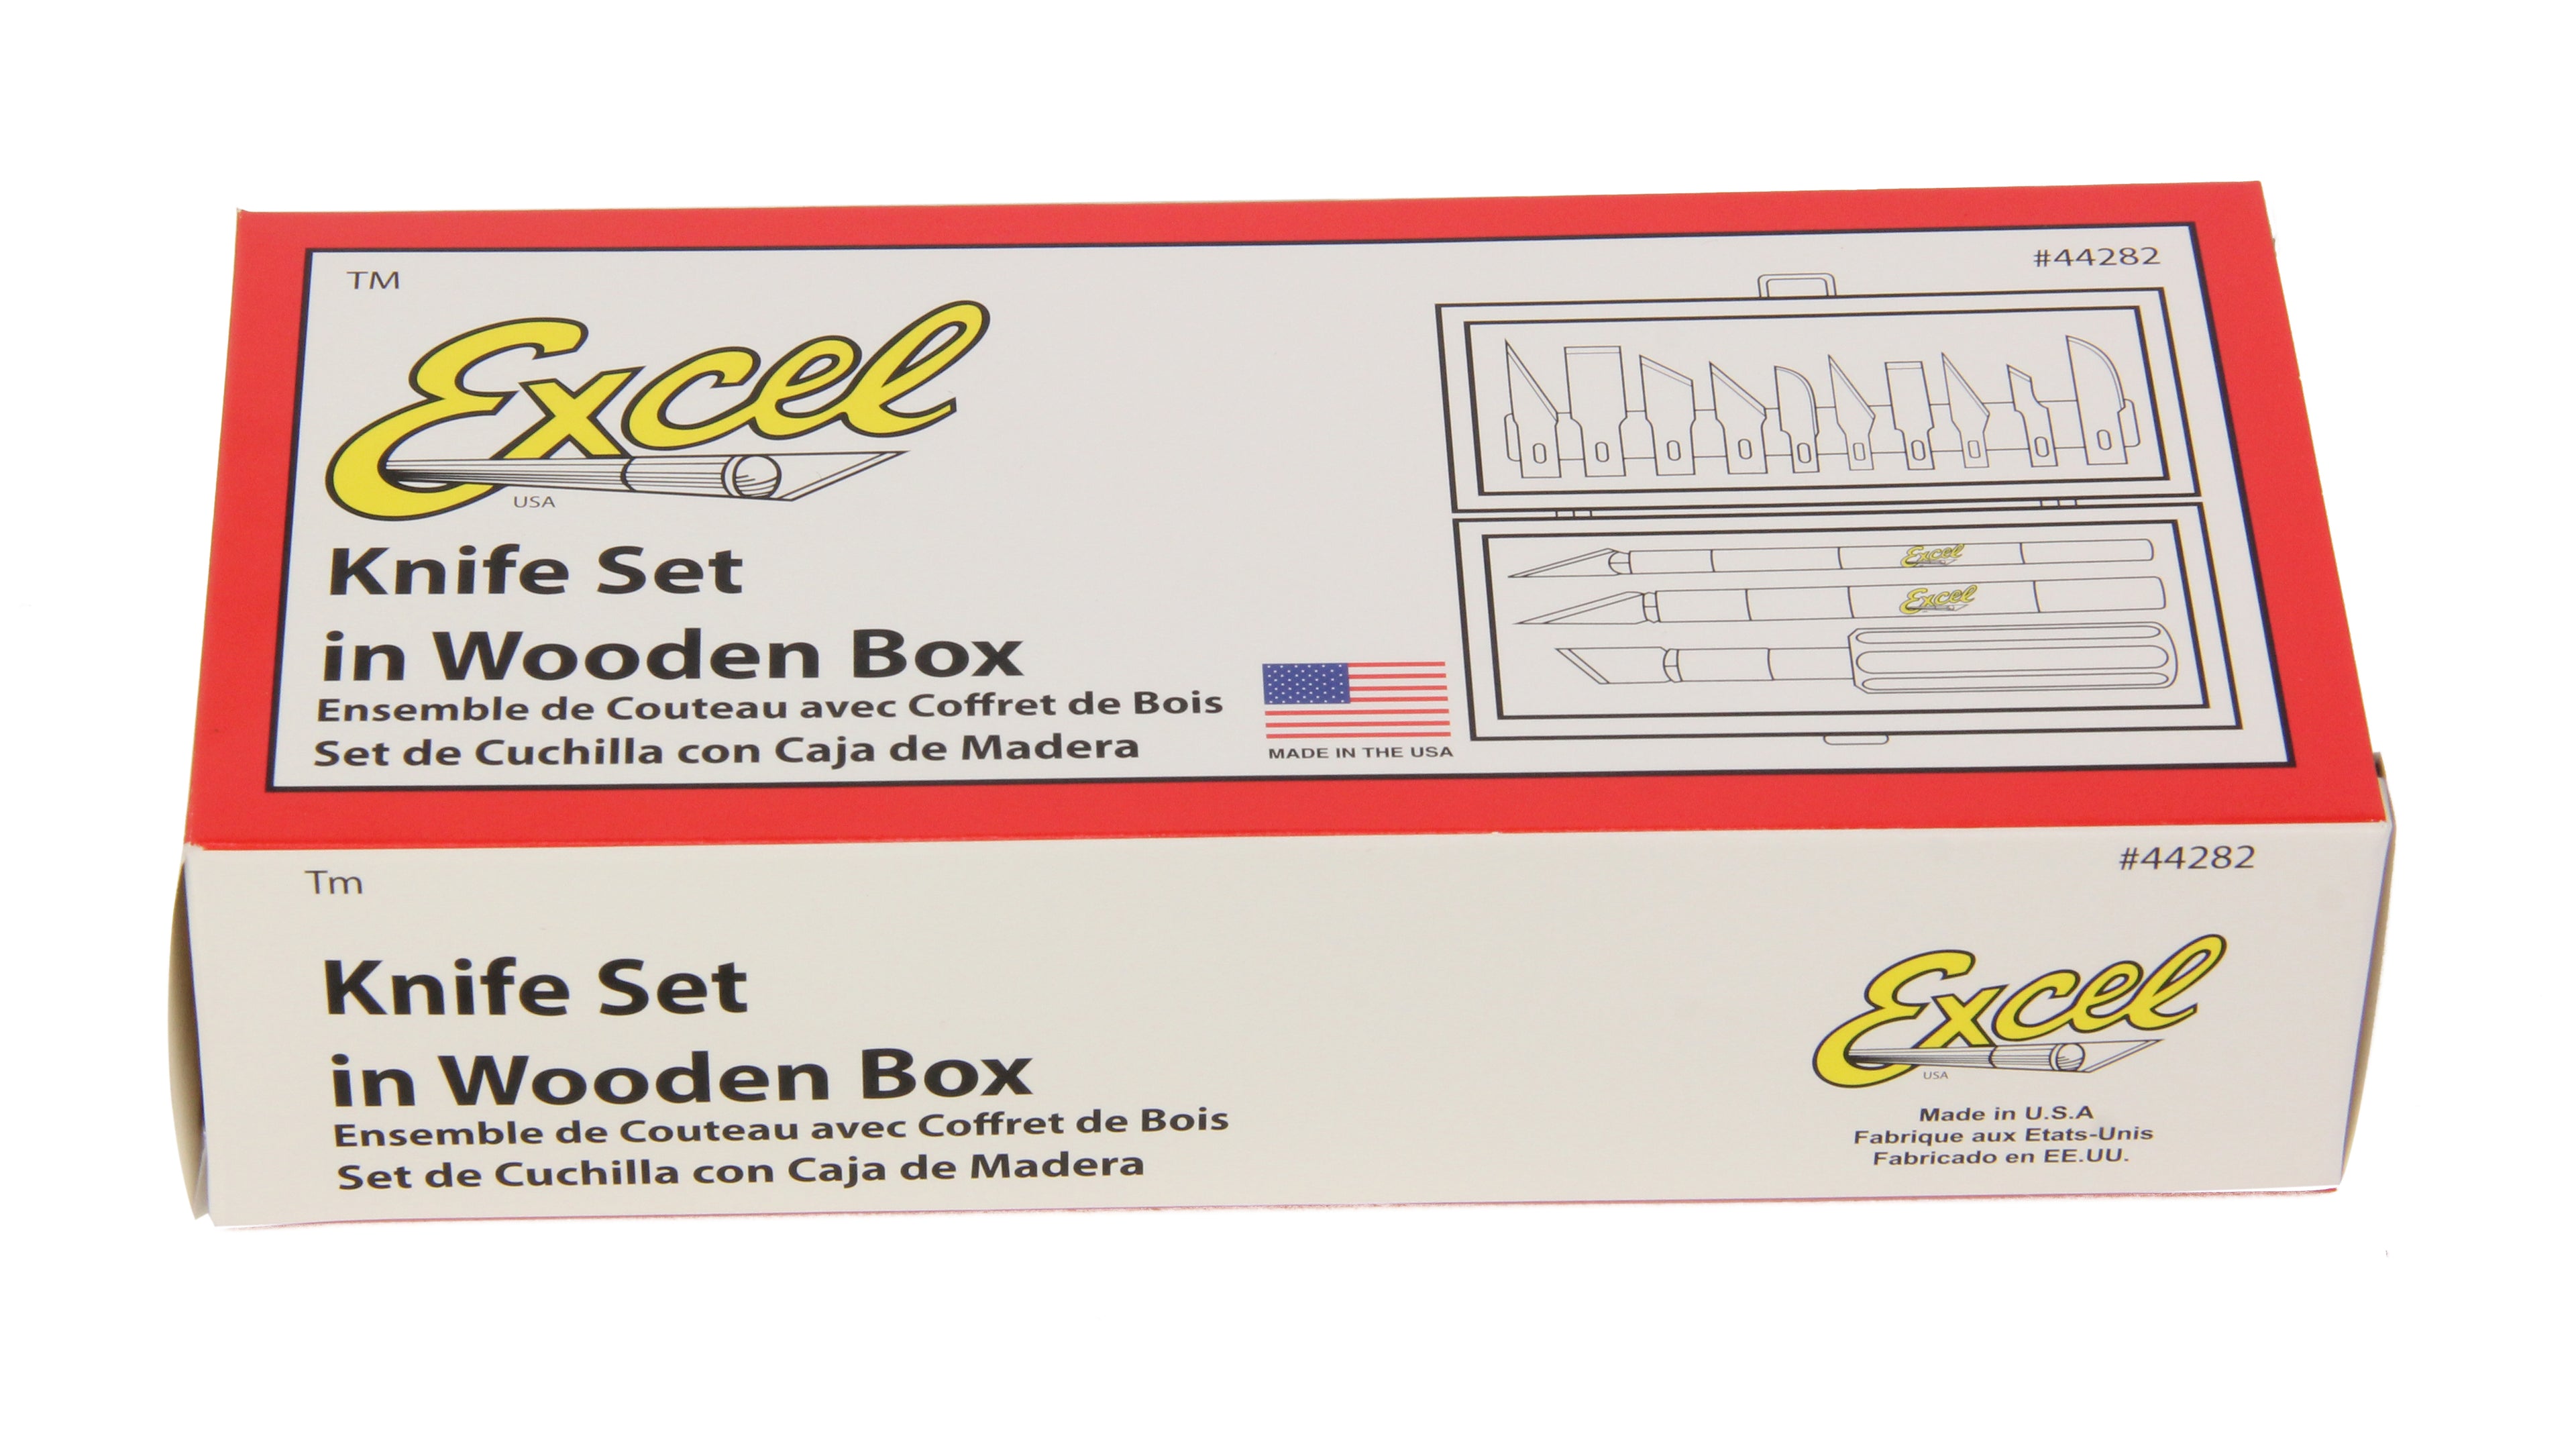 TM
#44282
Excel
USA
Knife Set
in Wooden Box
Ensemble de Couteau avec Coffret de Bois
Set de Cuchilla con Caja de Madera
MADE IN THE USA
Excel
Excel
Tm
#44282
Knife Set
in Wooden Box
Ensemble de Couteau avec Coffret de Bois
Set de Cuchilla con Caja de Madera
Excel
USA
Made in U.S.A
Fabrique aux Etats-Unis
Fabricado en EE.UU.